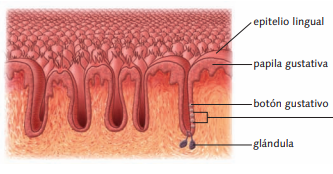 epitelio lingual
papila gustativa
botón gustativo
glándula